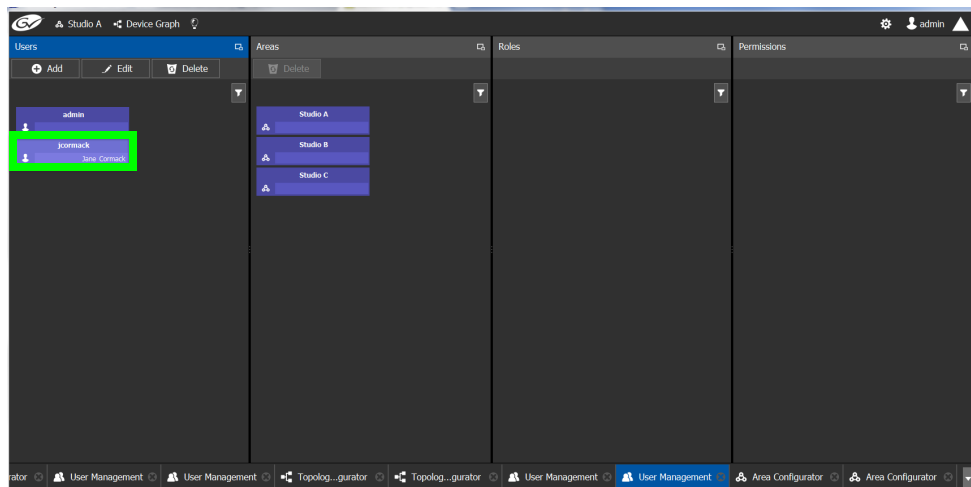 GV Studio A Device Graph admin
Users Areas Roles Permissions
Add Edit Delete Delete
admin
jcormack
Jane Cormack
Studio A
Studio B
Studio C
rator User Management User Management Topolog...gurator Topolog...gurator User Management User Management Area Configurator Area Configurator